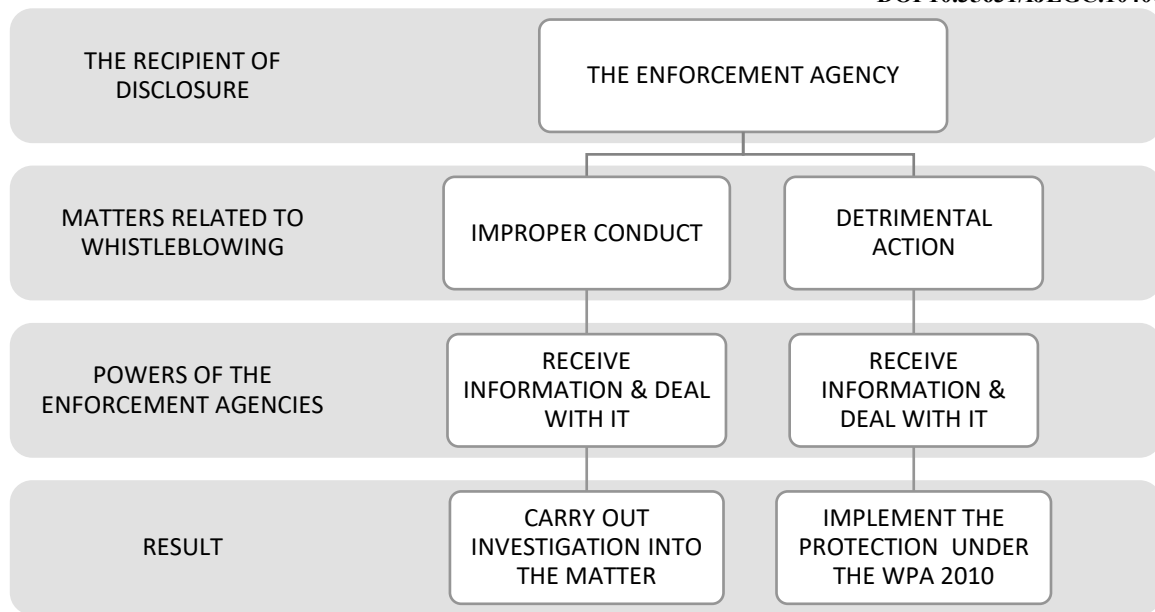 THE RECIPIENT OF
DISCLOSURE
THE ENFORCEMENT AGENCY
MATTERS RELATED TO
WHISTLEBLOWING
IMPROPER CONDUCT
DETRIMENTAL
ACTION
POWERS OF THE
ENFORCEMENT AGENCIES
RECEIVE
INFORMATION & DEAL
WITH IT
RECEIVE
INFORMATION &
DEAL WITH IT
RESULT
CARRY OUT
INVESTIGATION INTO
THE MATTER
IMPLEMENT THE
PROTECTION UNDER
THE WPA 2010